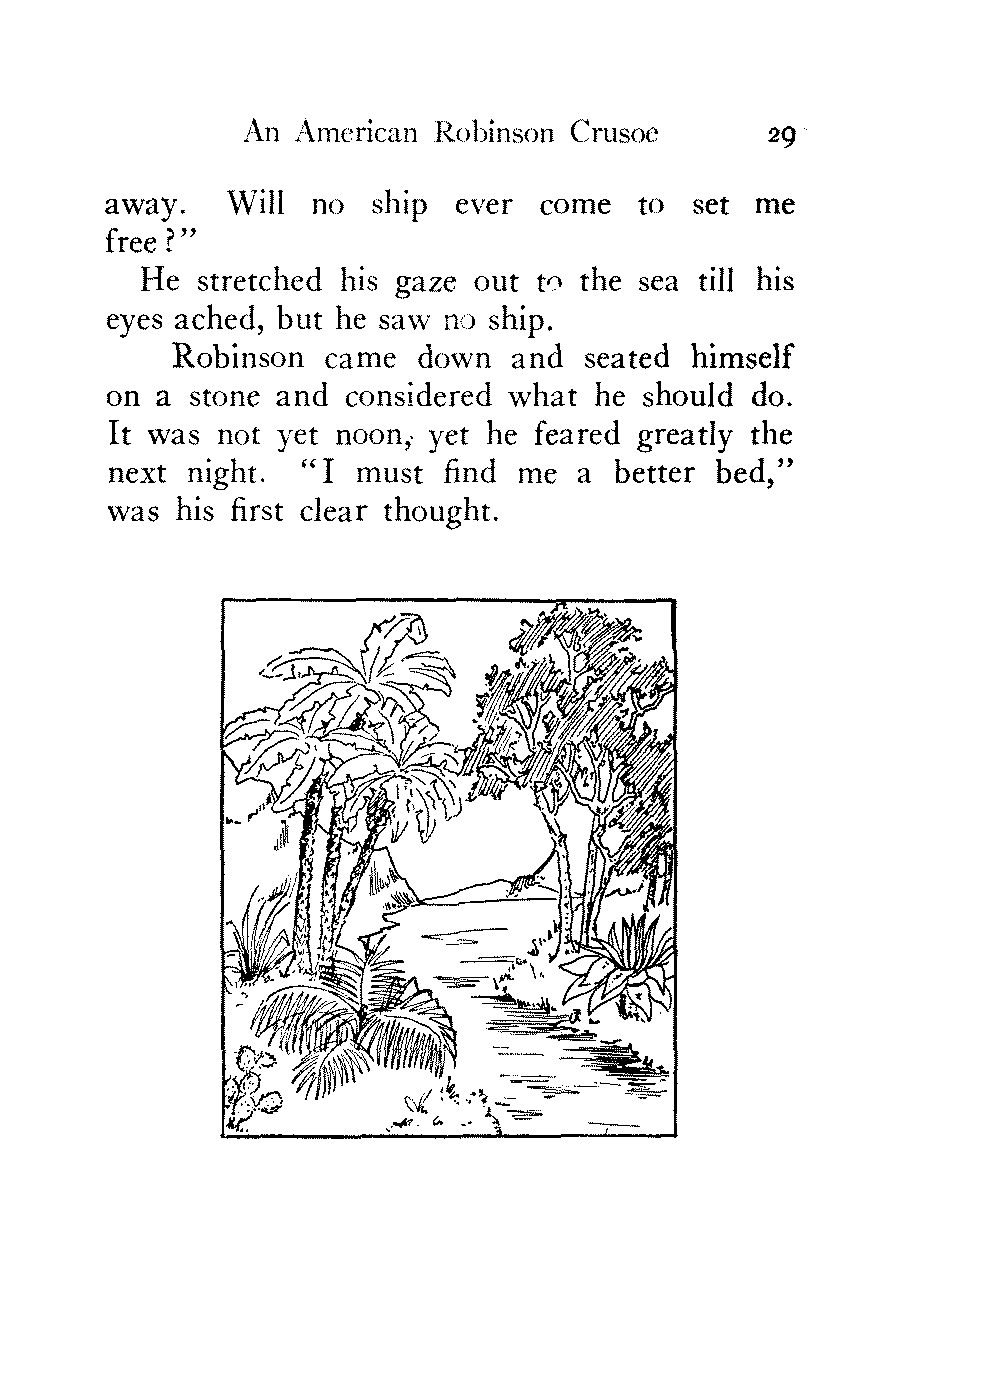 An American Robinson Crusoe 29
away. Will no ship ever come to set me
free?”
He stretched his gaze out to the sea till his
eyes ached, but he saw no ship.
Robinson came down and seated himself
on a stone and considered what he should do.
It was not yet noon, yet he feared greatly the
next night. “I must find me a better bed,”
was his first clear thought.